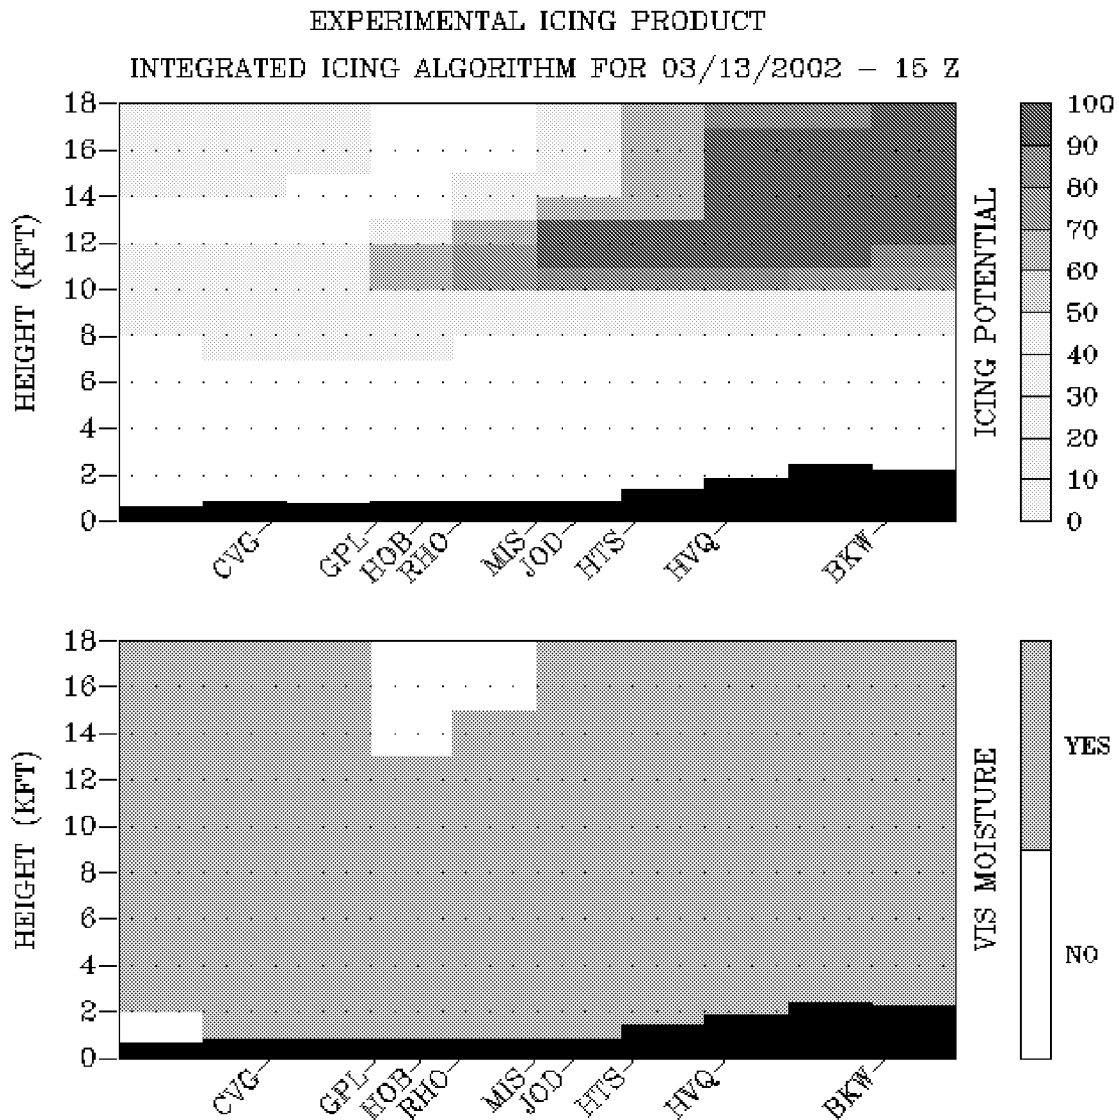 EXPERIMENTAL ICING PRODUCT
INTEGRATED ICING ALGORITHM FOR 03/13/2002 - 15 Z
18
16
14
12
10
8
6
4
2
0
HEIGHT (KFT)
CVG
GPL
HOB
RHO
MIS
JOD
HTS
HVQ
BKW
ICING POTENTIAL
100
90
80
70
60
50
40
30
20
10
0
18
16
14
12
10
8
6
4
2
0
HEIGHT (KFT)
CVG
GPL
HOB
RHO
MIS
JOD
HTS
HVQ
BKW
VIS MOISTURE
YES
NO